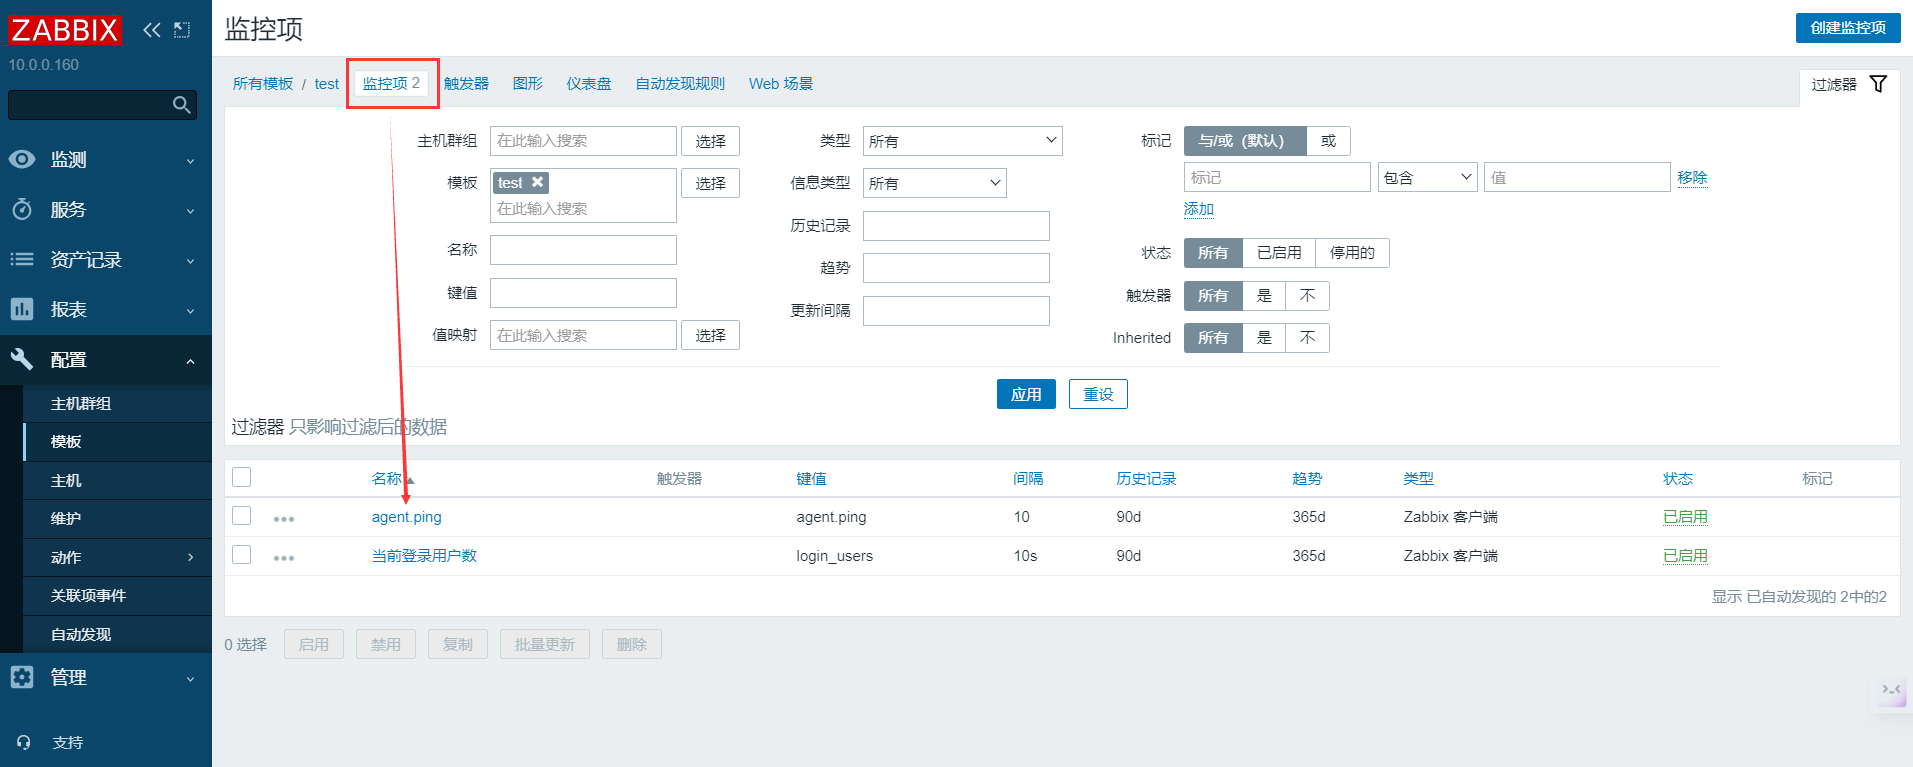 ZABBIX
10.0.0.160
监测
服务
资产记录
报表
配置
主机群组
模板
主机
维护
动作
关联项事件
自动发现
管理
支持
监控项
创建监控项
所有模板 / test 监控项 2 触发器 图形 仪表盘 自动发现规则 Web 场景
过滤器
主机群组 在此输入搜索 选择
模板 test 选择
在此输入搜索
名称
键值
值映射 在此输入搜索 选择
类型 所有
信息类型 所有
历史记录
趋势
更新间隔
标记 与/或（默认） 或
标记 包含 值 移除
添加
状态 所有 已启用 停用的
触发器 所有 是 不
Inherited 所有 是 不
应用 重设
过滤器 只影响过滤后的数据
名称 触发器 键值 间隔 历史记录 趋势 类型 状态 标记
agent.ping agent.ping 10 90d 365d Zabbix 客户端 已启用
当前登录用户数 login_users 10s 90d 365d Zabbix 客户端 已启用
显示 已自动发现的 2中的2
0 选择 启用 禁用 复制 批量更新 删除